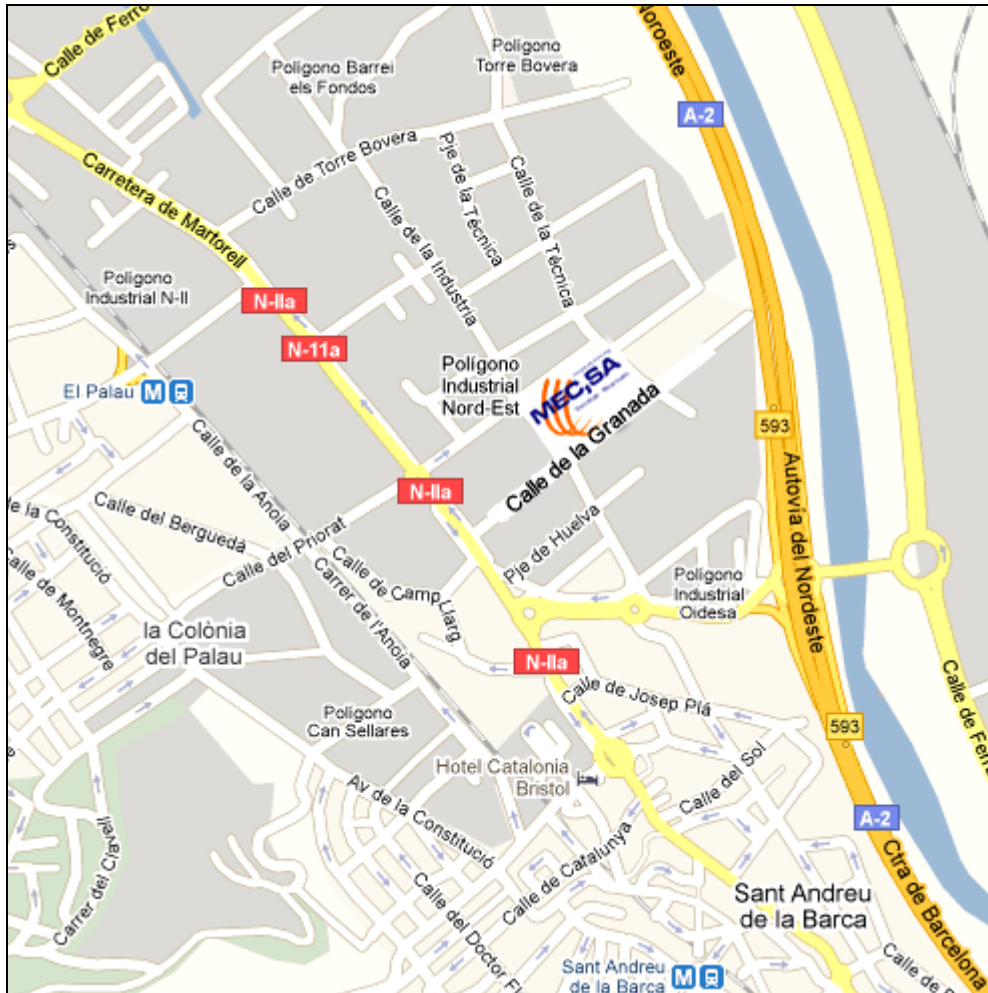 Calle de Ferro
Noroeste
Polígono
Torre Bovera
Polígono Barrei
els Fondos
A-2
Calle de Torre Bovera
Pje de la Técnica
Calle de la Técnica
Carretera de Martorell
Calle de la Industria
Polígono
Industrial N-II
N-IIa
N-11a
El Palau M
Polígono
Industrial
Nord-Est
MEC,SA
Calle de la Granada
593
Autovía del Nordeste
N-IIa
Calle de la Anoia
Calle del Berguedà
Calle del Priorat
de la Constitució
Calle de Montnegre
Calle de Camp Llarg
Carrer de l'Anoia
Pje de Huelva
Polígono
Industrial
Oidesa
la Colònia
del Palau
N-IIa
Calle de Josep Plá
Calle de Ferr
Polígono
Can Sellares
593
Hotel Catalonia
Bristol
Calle del Sol
A-2
Av de la Constitució
Calle de Catalunya
Carrer del Clavell
Ctra de Barcelona
Sant Andreu
de la Barca
Calle del Doctor Fl
Sant Andreu
de la Barca M
Calle de